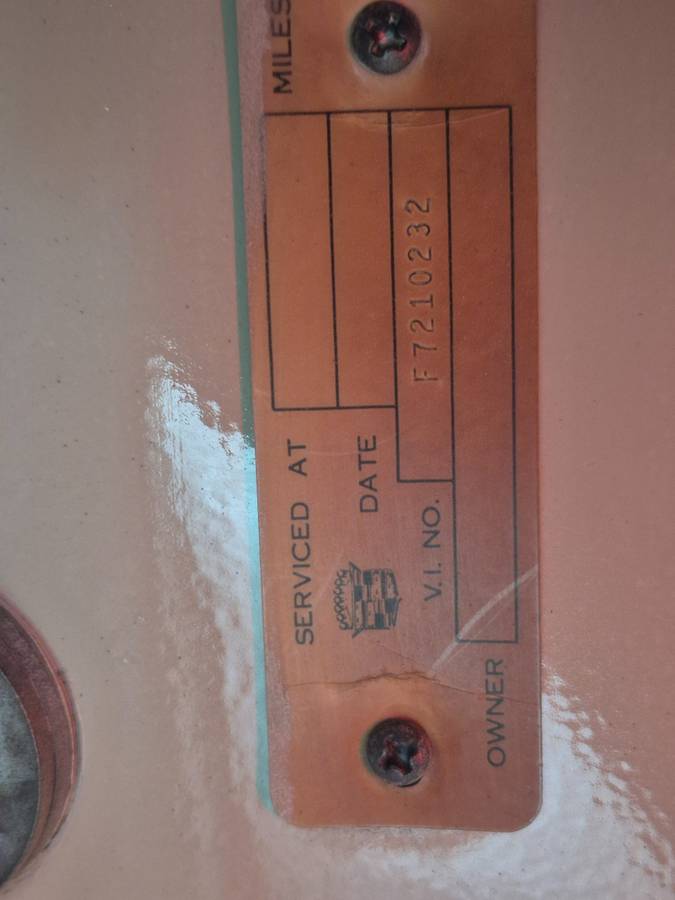 SERVICED AT
MILES
DATE
V.I. NO. F7210232
OWNER